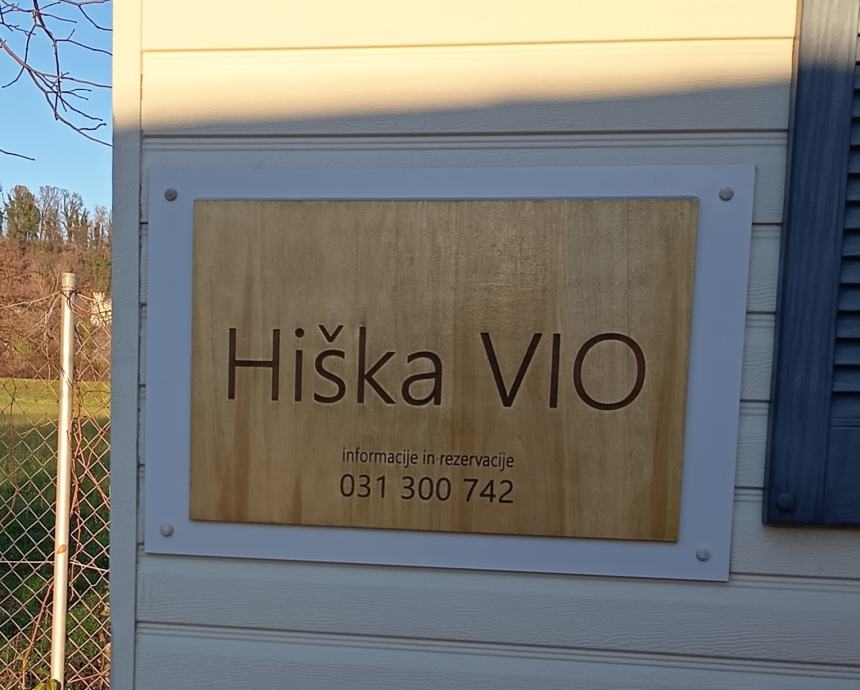 Hiška VIO
informacije in rezervacije
031 300 742